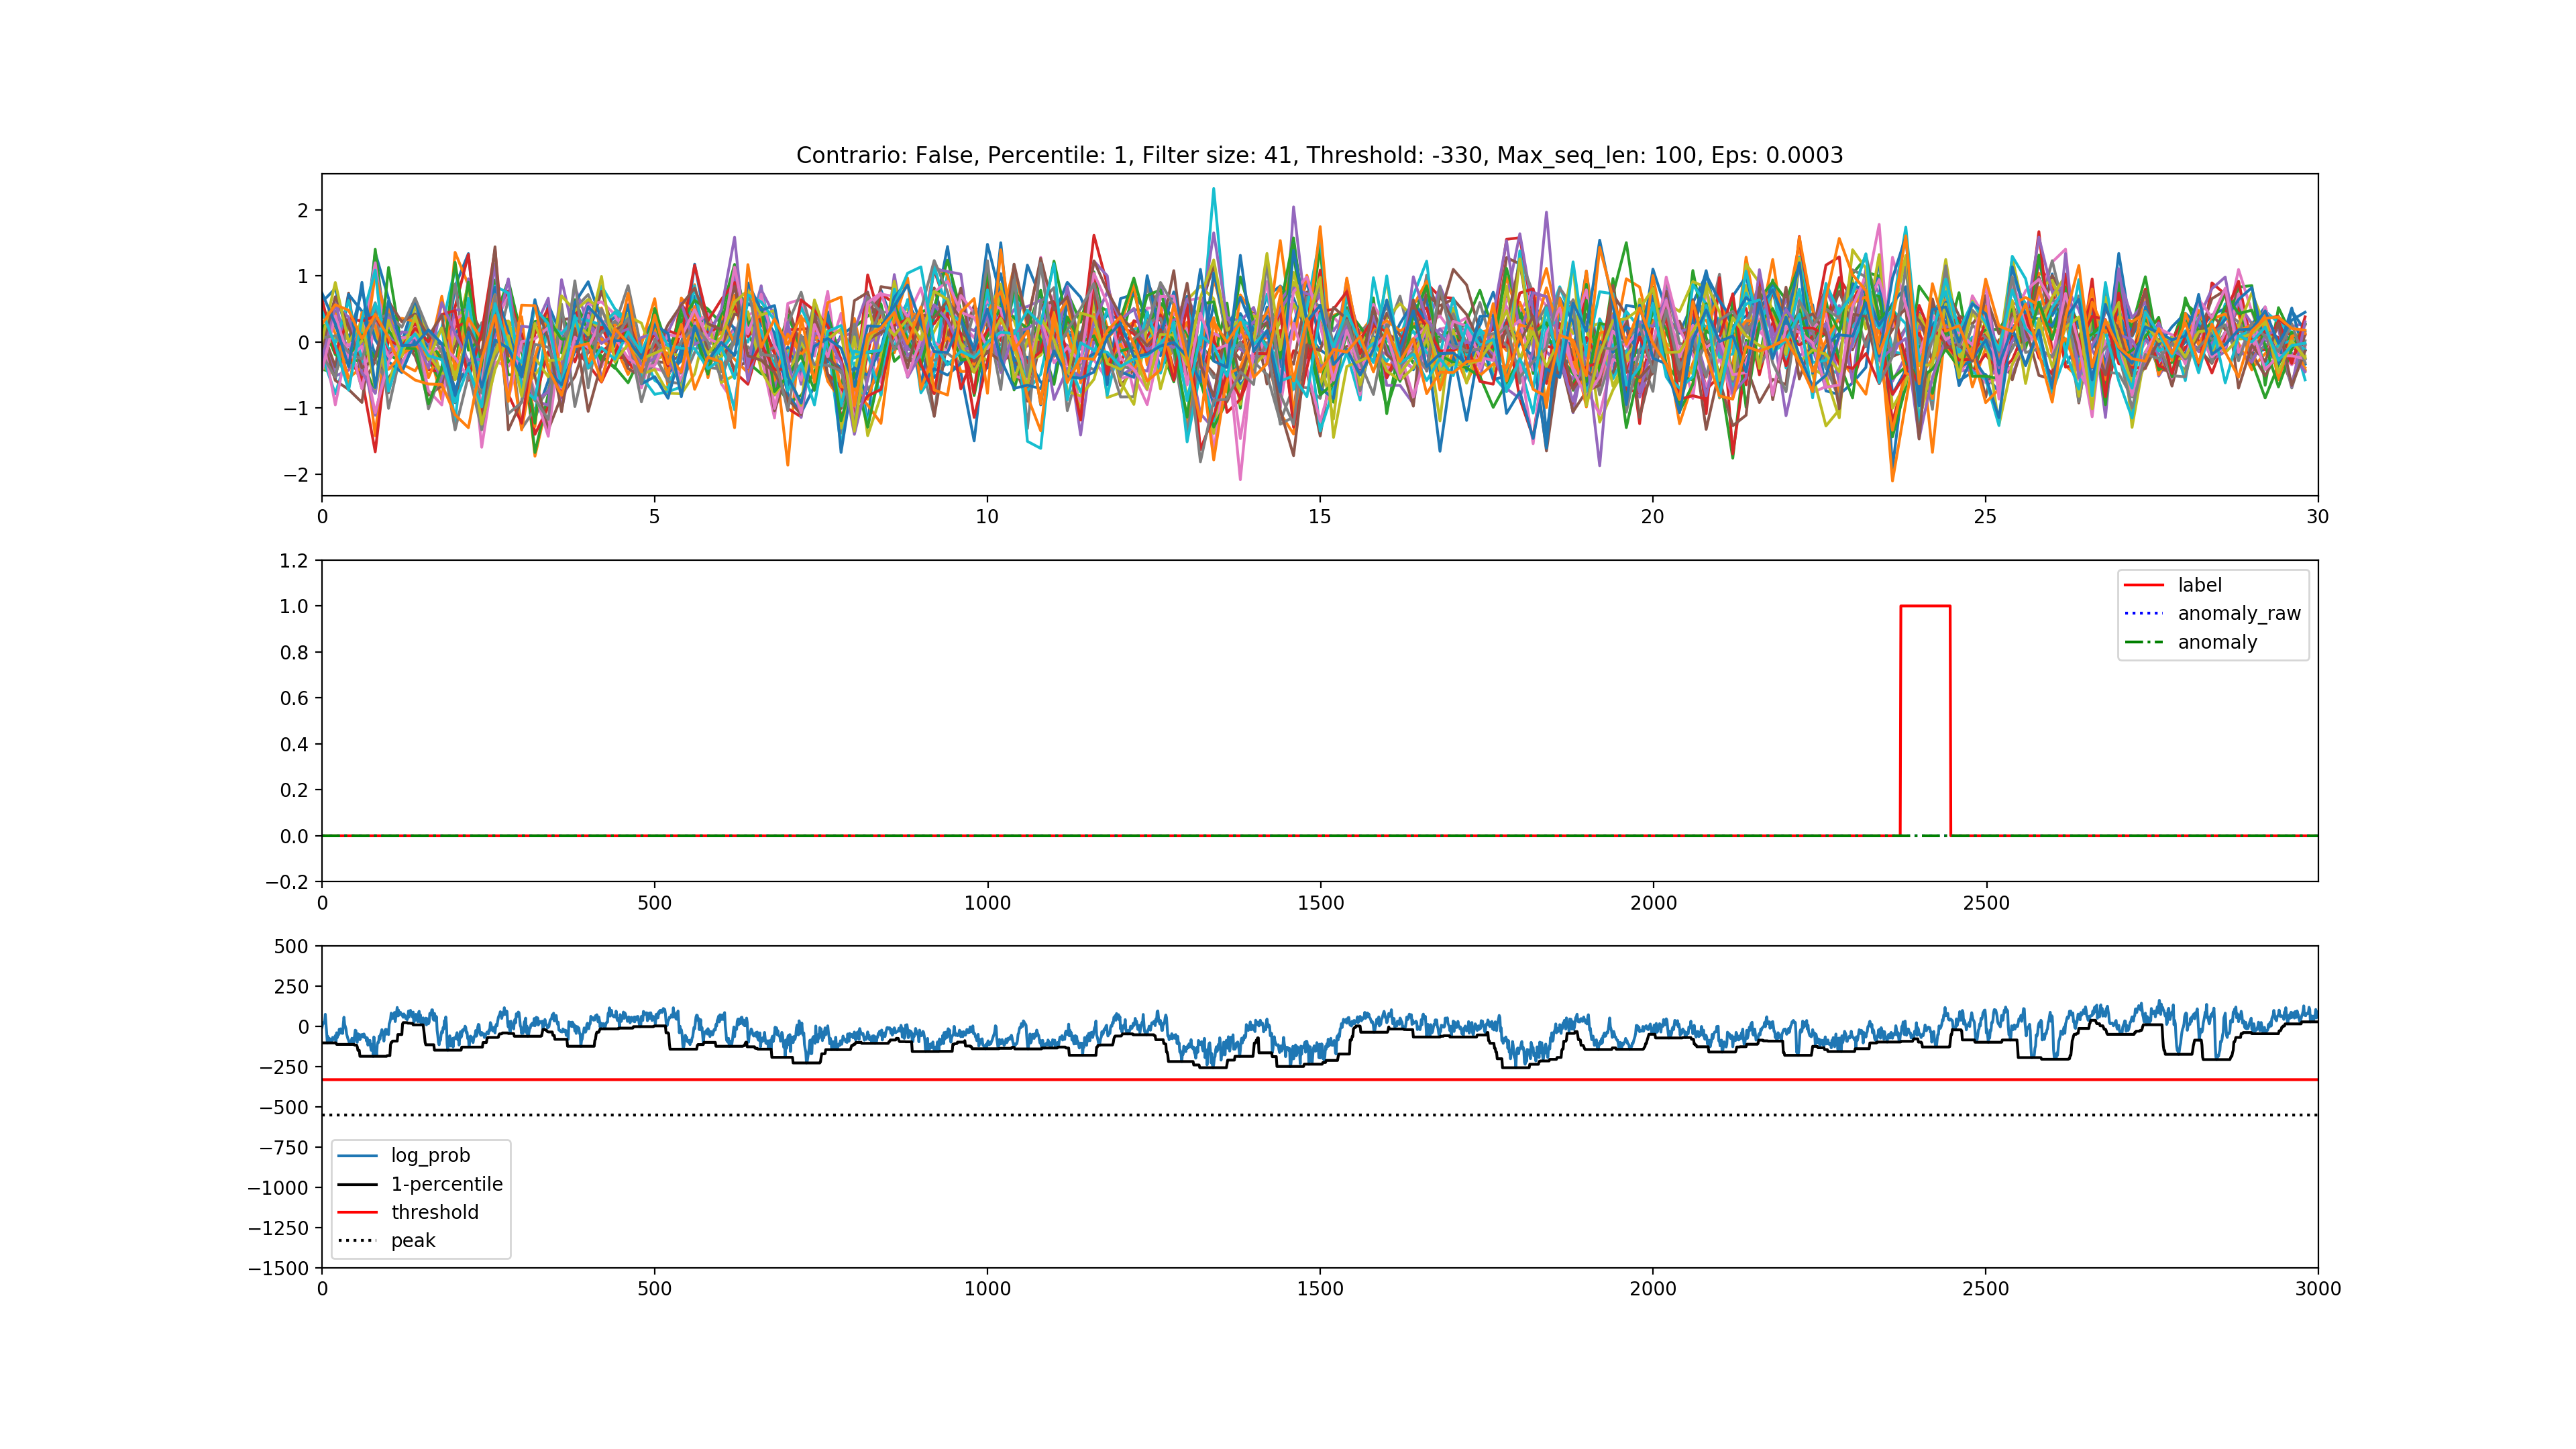 Contrario: False, Percentile: 1, Filter size: 41, Threshold: -330, Max_seq_len: 100, Eps: 0.0003
2
1
0
−1
−2
0 5 10 15 20 25 30
1.2
1.0
0.8
0.6
0.4
0.2
0.0
−0.2
label
anomaly_raw
anomaly
0 500 1000 1500 2000 2500
500
250
0
−250
−500
−750
−1000
−1250
−1500
log_prob
1-percentile
threshold
peak
0 500 1000 1500 2000 2500 3000